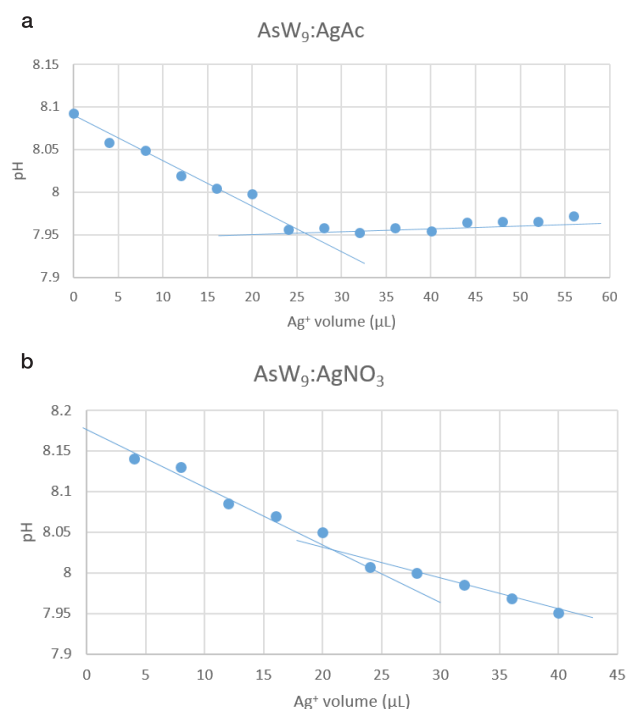 a
AsW₉:AgAc
8.15
8.1
8.05
8
7.95
7.9
pH
0 5 10 15 20 25 30 35 40 45 50 55 60
Ag⁺ volume (µL)
b
AsW₉:AgNO₃
8.2
8.15
8.1
8.05
8
7.95
7.9
pH
0 5 10 15 20 25 30 35 40 45
Ag⁺ volume (µL)